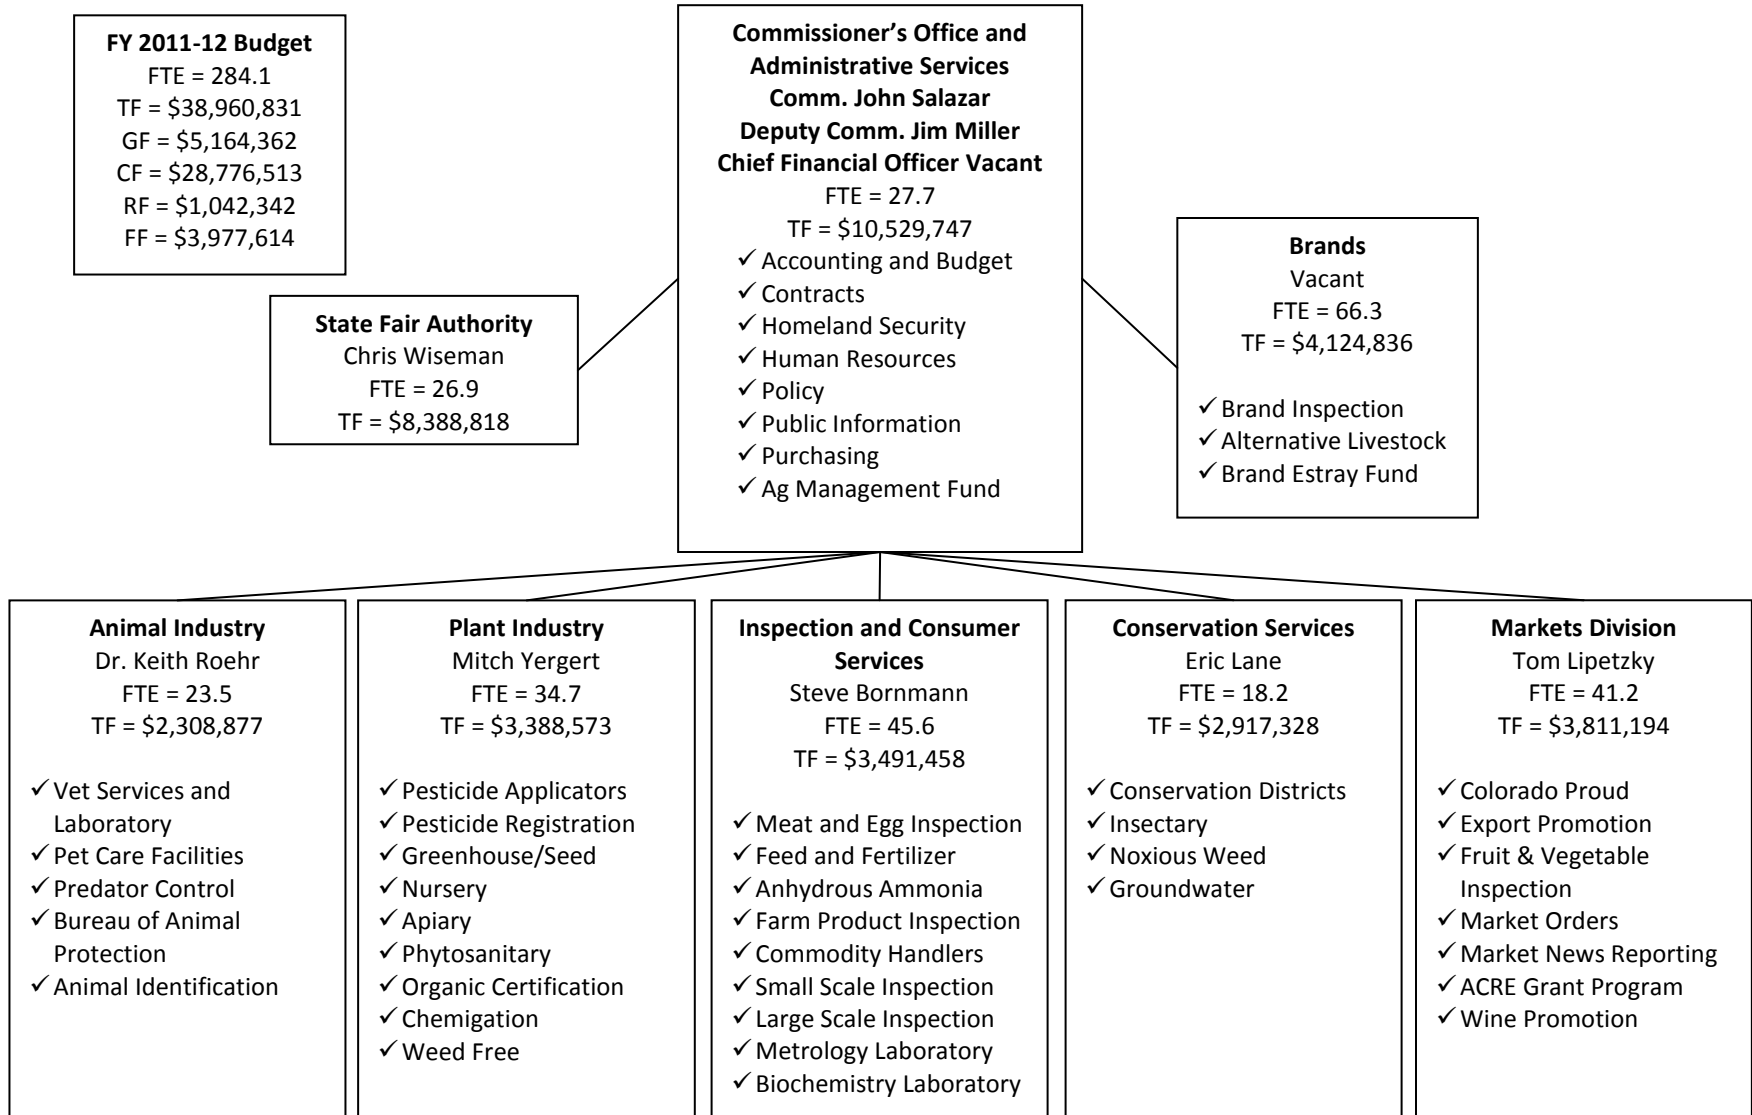 FY 2011-12 Budget
FTE = 284.1
TF = $38,960,831
GF = $5,164,362
CF = $28,776,513
RF = $1,042,342
FF = $3,977,614
Commissioner’s Office and
Administrative Services
Comm. John Salazar
Deputy Comm. Jim Miller
Chief Financial Officer Vacant
FTE = 27.7
TF = $10,529,747
✓ Accounting and Budget
✓ Contracts
✓ Homeland Security
✓ Human Resources
✓ Policy
✓ Public Information
✓ Purchasing
✓ Ag Management Fund
State Fair Authority
Chris Wiseman
FTE = 26.9
TF = $8,388,818
Brands
Vacant
FTE = 66.3
TF = $4,124,836
✓ Brand Inspection
✓ Alternative Livestock
✓ Brand Estray Fund
Animal Industry
Dr. Keith Roehr
FTE = 23.5
TF = $2,308,877
✓ Vet Services and
Laboratory
✓ Pet Care Facilities
✓ Predator Control
✓ Bureau of Animal
Protection
✓ Animal Identification
Plant Industry
Mitch Yergert
FTE = 34.7
TF = $3,388,573
✓ Pesticide Applicators
✓ Pesticide Registration
✓ Greenhouse/Seed
✓ Nursery
✓ Apiary
✓ Phytosanitary
✓ Organic Certification
✓ Chemigation
✓ Weed Free
Inspection and Consumer
Services
Steve Bornmann
FTE = 45.6
TF = $3,491,458
✓ Meat and Egg Inspection
✓ Feed and Fertilizer
✓ Anhydrous Ammonia
✓ Farm Product Inspection
✓ Commodity Handlers
✓ Small Scale Inspection
✓ Large Scale Inspection
✓ Metrology Laboratory
✓ Biochemistry Laboratory
Conservation Services
Eric Lane
FTE = 18.2
TF = $2,917,328
✓ Conservation Districts
✓ Insectary
✓ Noxious Weed
✓ Groundwater
Markets Division
Tom Lipetzky
FTE = 41.2
TF = $3,811,194
✓ Colorado Proud
✓ Export Promotion
✓ Fruit & Vegetable
Inspection
✓ Market Orders
✓ Market News Reporting
✓ ACRE Grant Program
✓ Wine Promotion